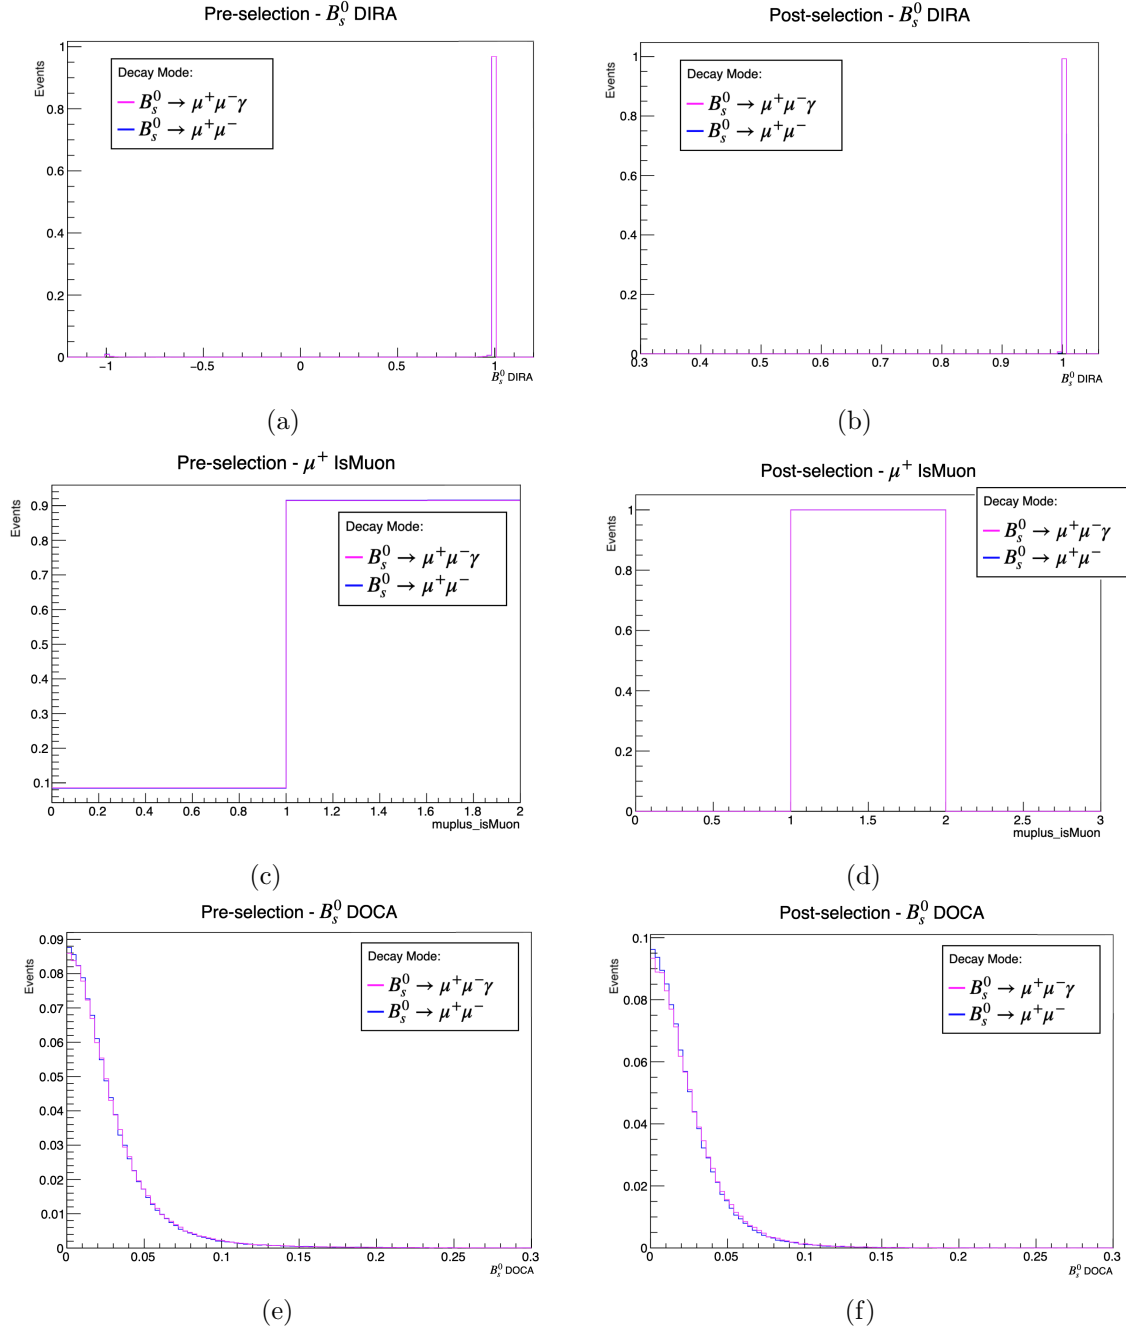 Pre-selection - B_s^0 DIRA
Events
1
0.8
0.6
0.4
0.2
0
Decay Mode:
B_s^0 → μ⁺μ⁻γ
B_s^0 → μ⁺μ⁻
−1 −0.5 0 0.5 1
B_s^0 DIRA
(a)
Post-selection - B_s^0 DIRA
Events
1
0.8
0.6
0.4
0.2
0
Decay Mode:
B_s^0 → μ⁺μ⁻γ
B_s^0 → μ⁺μ⁻
0.3 0.4 0.5 0.6 0.7 0.8 0.9 1
B_s^0 DIRA
(b)
Pre-selection - μ⁺ IsMuon
Events
0.9
0.8
0.7
0.6
0.5
0.4
0.3
0.2
0.1
Decay Mode:
B_s^0 → μ⁺μ⁻γ
B_s^0 → μ⁺μ⁻
0 0.2 0.4 0.6 0.8 1 1.2 1.4 1.6 1.8 2
muplus_isMuon
(c)
Post-selection - μ⁺ IsMuon
Events
1
0.8
0.6
0.4
0.2
0
Decay Mode:
B_s^0 → μ⁺μ⁻γ
B_s^0 → μ⁺μ⁻
0 0.5 1 1.5 2 2.5 3
muplus_isMuon
(d)
Pre-selection - B_s^0 DOCA
Events
0.09
0.08
0.07
0.06
0.05
0.04
0.03
0.02
0.01
0
Decay Mode:
B_s^0 → μ⁺μ⁻γ
B_s^0 → μ⁺μ⁻
0 0.05 0.1 0.15 0.2 0.25 0.3
B_s^0 DOCA
(e)
Post-selection - B_s^0 DOCA
Events
0.1
0.08
0.06
0.04
0.02
0
Decay Mode:
B_s^0 → μ⁺μ⁻γ
B_s^0 → μ⁺μ⁻
0 0.05 0.1 0.15 0.2 0.25 0.3
B_s^0 DOCA
(f)